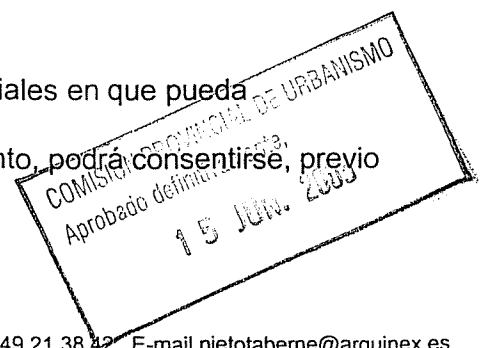 iales en que pueda
nto, podrá consentirse, previo
COMISIÓN PROVINCIAL DE URBANISMO
Aprobado definitivamente,
15 JUN. 2005
49 21 38 42 E-mail nietotaberne@arquinex.es